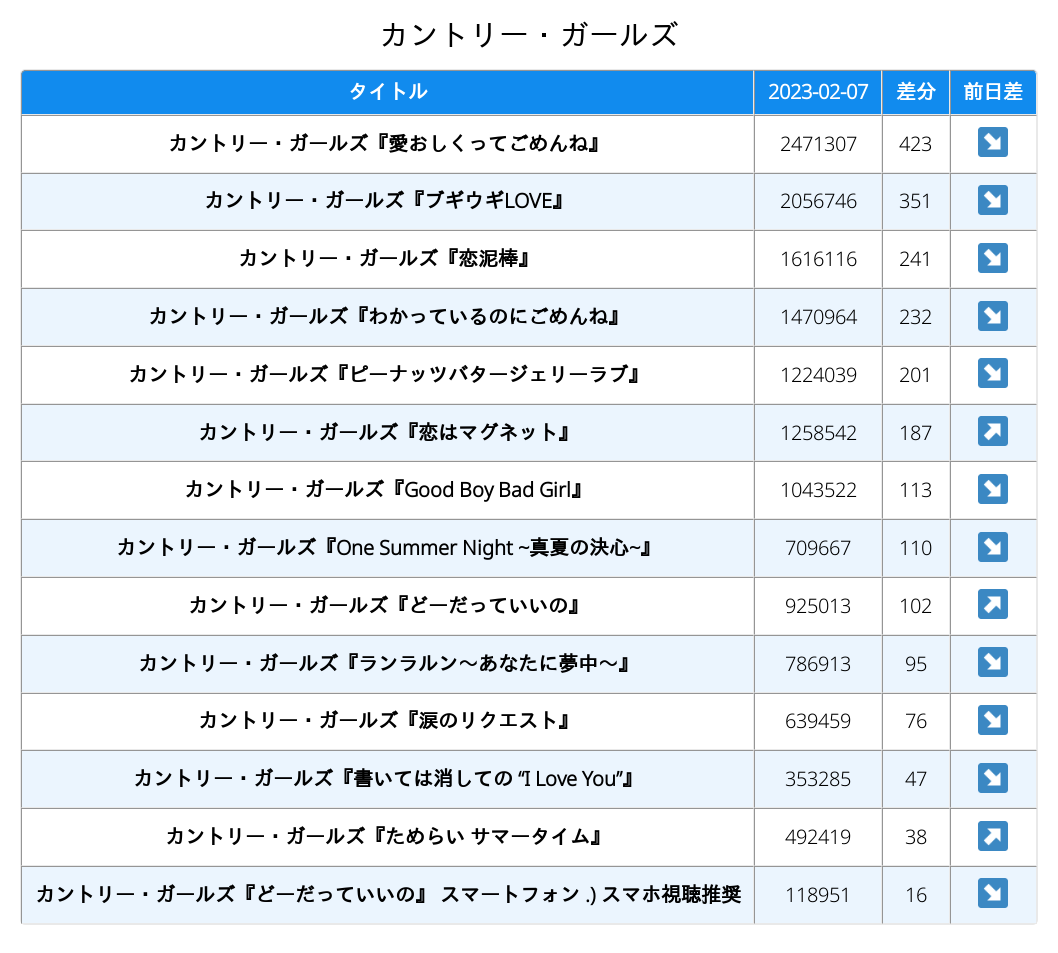 カントリー・ガールズ
タイトル 2023-02-07 差分 前日差
カントリー・ガールズ『愛おしくってごめんね』 2471307 423 ↘
カントリー・ガールズ『ブギウギLOVE』 2056746 351 ↘
カントリー・ガールズ『恋泥棒』 1616116 241 ↘
カントリー・ガールズ『わかっているのにごめんね』 1470964 232 ↘
カントリー・ガールズ『ピーナッツバタージェリーラブ』 1224039 201 ↘
カントリー・ガールズ『恋はマグネット』 1258542 187 ↗
カントリー・ガールズ『Good Boy Bad Girl』 1043522 113 ↘
カントリー・ガールズ『One Summer Night ~真夏の決心~』 709667 110 ↘
カントリー・ガールズ『どーだっていいの』 925013 102 ↗
カントリー・ガールズ『ランラルン～あなたに夢中～』 786913 95 ↘
カントリー・ガールズ『涙のリクエスト』 639459 76 ↘
カントリー・ガールズ『書いては消しての “I Love You”』 353285 47 ↘
カントリー・ガールズ『ためらい サマータイム』 492419 38 ↗
カントリー・ガールズ『どーだっていいの』 スマートフォン .) スマホ視聴推奨 118951 16 ↘